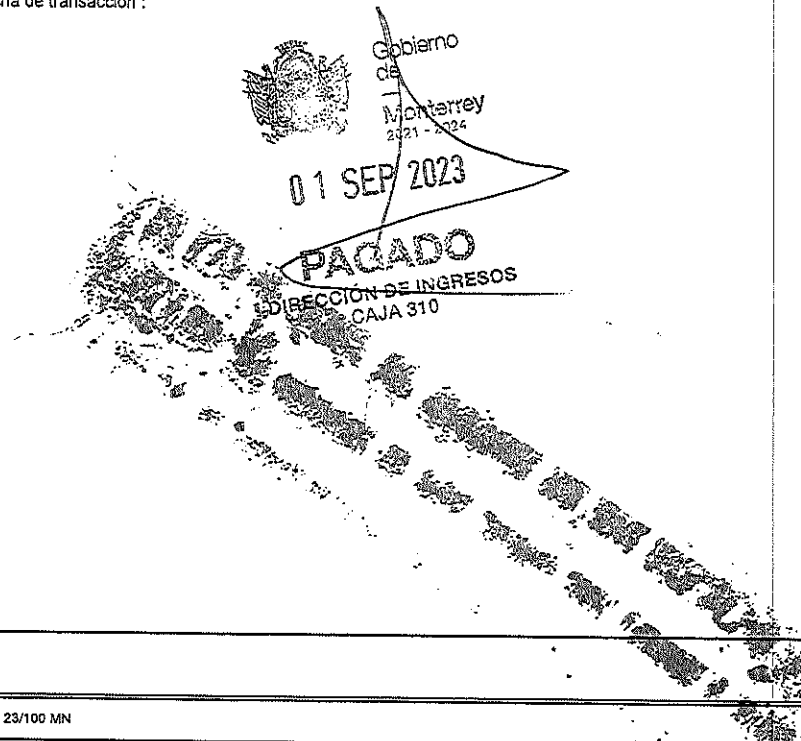 de transacción :
Gobierno
de
Monterrey
2021 - 2024
01 SEP 2023
PAGADO
DIRECCIÓN DE INGRESOS
CAJA 310
23/100 MN